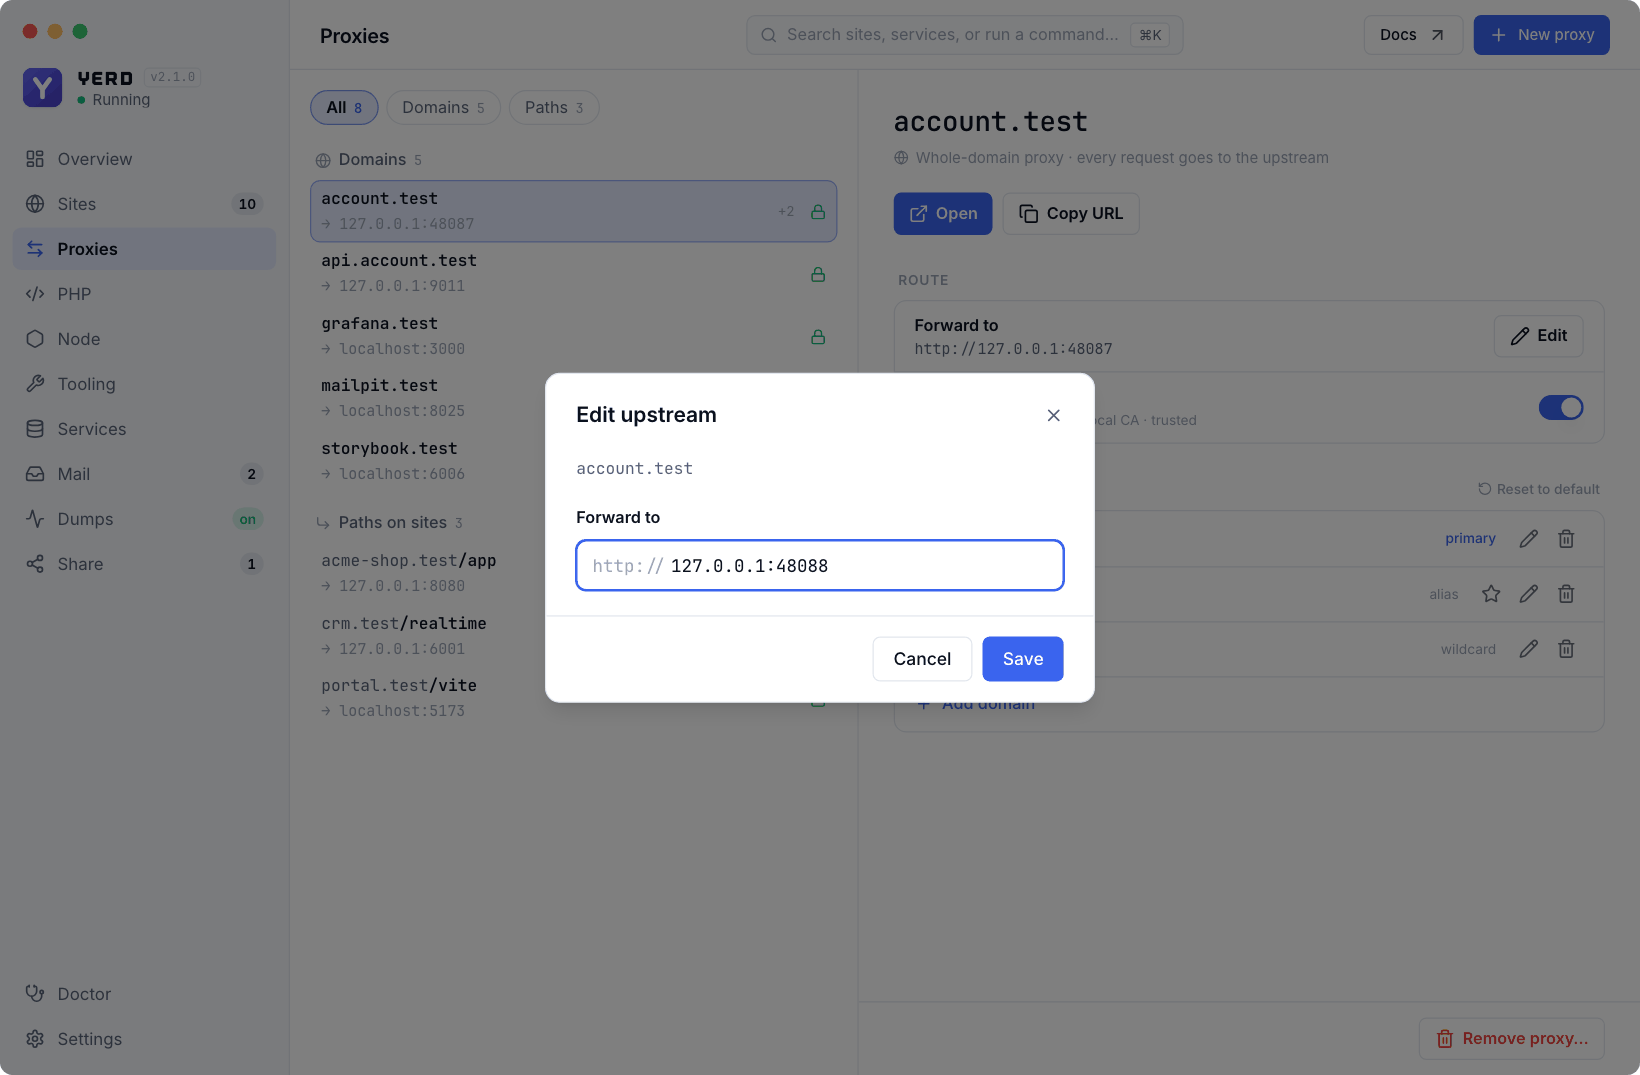 Proxies
Search sites, services, or run a command...
⌘K
Docs
New proxy
YERD
v2.1.0
Running
Overview
Sites
10
Proxies
PHP
Node
Tooling
Services
Mail
2
Dumps
on
Share
1
Doctor
Settings
All 8
Domains 5
Paths 3
Domains 5
account.test
→ 127.0.0.1:48087
+2
api.account.test
→ 127.0.0.1:9011
grafana.test
→ localhost:3000
mailpit.test
→ localhost:8025
storybook.test
→ localhost:6006
Paths on sites 3
acme-shop.test/app
→ 127.0.0.1:8080
crm.test/realtime
→ 127.0.0.1:6001
portal.test/vite
→ localhost:5173
account.test
Whole-domain proxy · every request goes to the upstream
Open
Copy URL
ROUTE
Forward to
http://127.0.0.1:48087
Edit
cal CA · trusted
Reset to default
primary
alias
wildcard
Add domain
Remove proxy...
Edit upstream
account.test
Forward to
http:// 127.0.0.1:48088
Cancel
Save